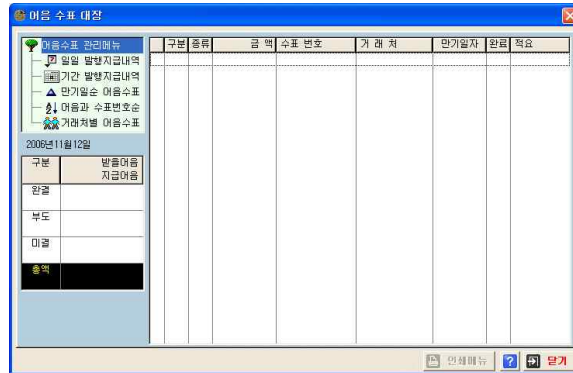 어음 수표 대장
어음수표 관리메뉴
일일 발행지급내역
기간 발행지급내역
만기일순 어음수표
어음과 수표번호순
거래처별 어음수표
2006년11월12일
구분 받을어음
지급어음
완결
부도
미결
총액
구분 종류 금 액 수표 번호 거 래 처 만기일자 완료 적요
인쇄메뉴 ? 닫기